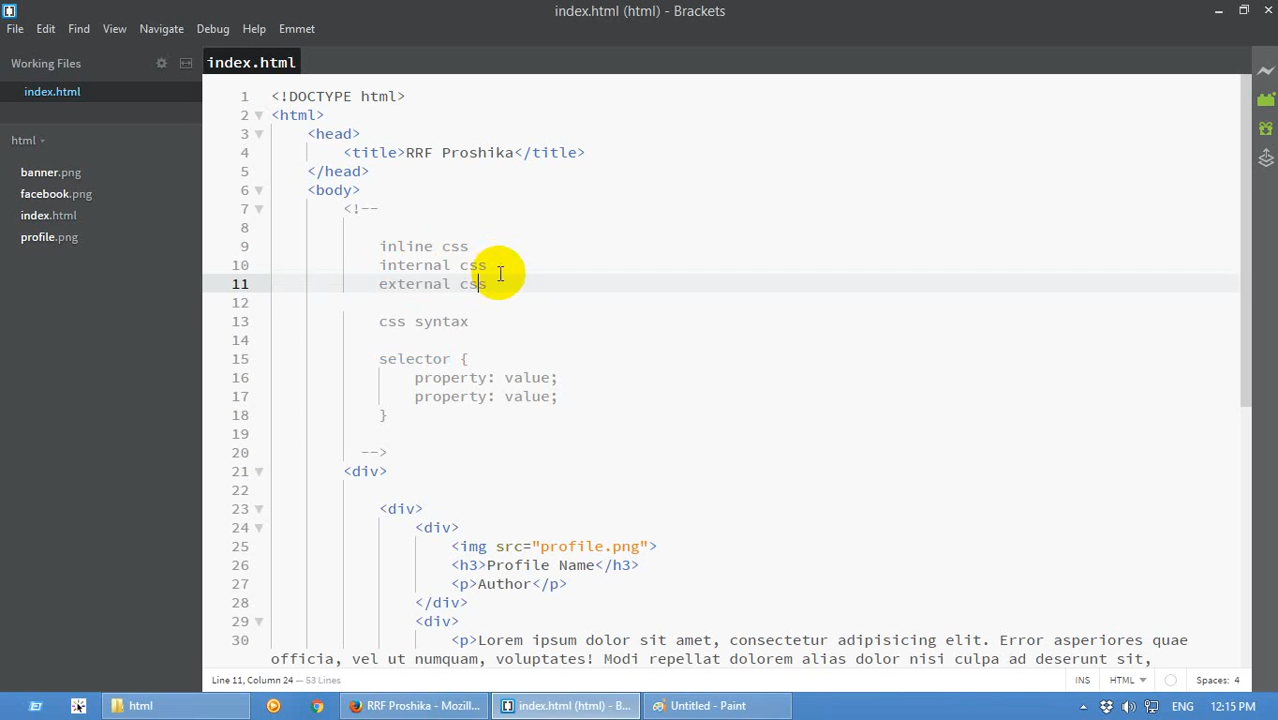 index.html (html) - Brackets
File Edit Find View Navigate Debug Help Emmet
Working Files
index.html
html
banner.png
facebook.png
index.html
profile.png
index.html
1 <!DOCTYPE html>
2 <html>
3 <head>
4 <title>RRF Proshika</title>
5 </head>
6 <body>
7 <!--
8
9 inline css
10 internal css
11 external css
12
13 css syntax
14
15 selector {
16 property: value;
17 property: value;
18 }
19
20 -->
21 <div>
22
23 <div>
24 <div>
25 <img src="profile.png">
26 <h3>Profile Name</h3>
27 <p>Author</p>
28 </div>
29 <div>
30 <p>Lorem ipsum dolor sit amet, consectetur adipisicing elit. Error asperiores quae
officia, vel ut numquam, voluptates! Modi repellat dolorem alias dolor nisi culpa ad deserunt sit,
Line 11, Column 24 — 53 Lines
INS HTML Spaces: 4
html
RRF Proshika - Mozill...
index.html (html) - B...
Untitled - Paint
ENG 12:15 PM